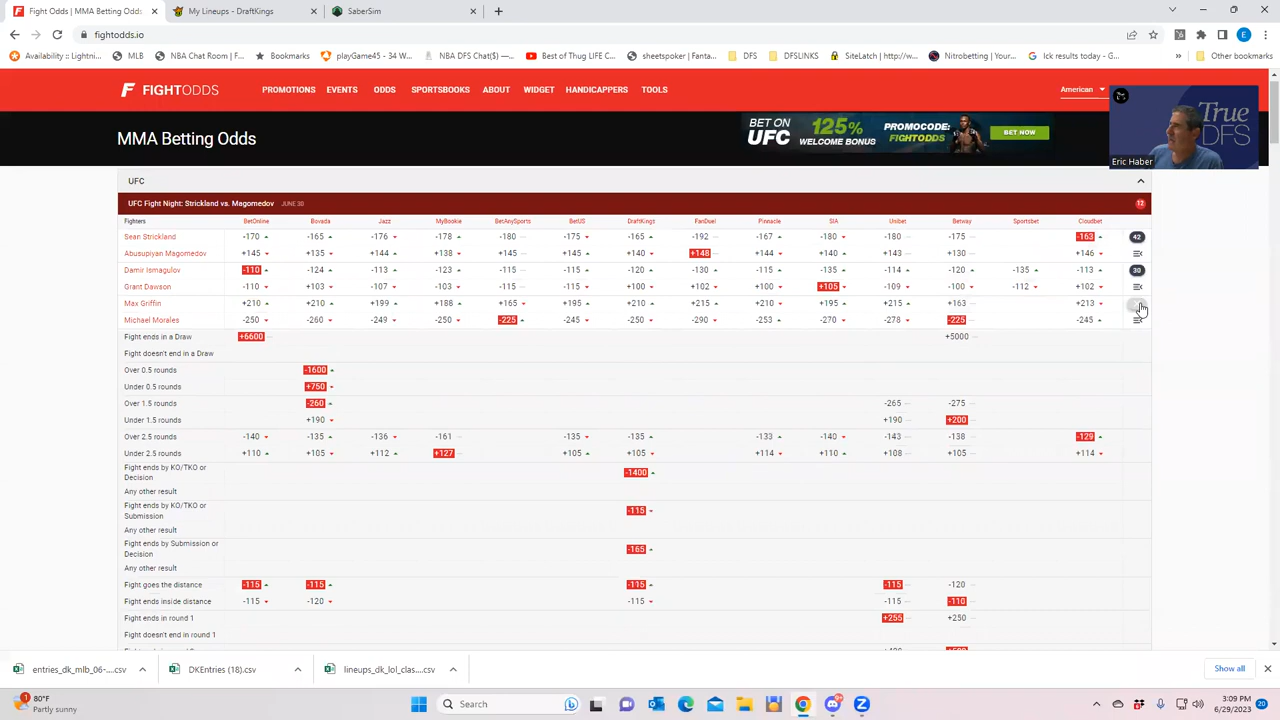 Fight Odds | MMA Betting Odds
My Lineups - DraftKings
SaberSim
fightodds.io
Availability :: Lightni...
MLB
NBA Chat Room | F...
Bookmarks
playGame45 - 34 W...
NBA DFS Chat($) —...
Best of Thug LIFE C...
sheetspoker | Fanta...
DFS
DFSLINKS
SiteLatch | http://w...
Nitrobetting | Your...
Ick results today - G...
Other bookmarks
FIGHTODDS
PROMOTIONS EVENTS ODDS SPORTSBOOKS ABOUT WIDGET HANDICAPPERS TOOLS
American
MMA Betting Odds
BET ON UFC 125% WELCOME BONUS PROMOCODE: FIGHTODDS BET NOW
True DFS
Eric Haber
UFC
UFC Fight Night: Strickland vs. Magomedov JUNE 30 12
Fighters BetOnline Bovada Jazz MyBookie BetAnySports BetUS DraftKings FanDuel Pinnacle SIA Unibet Betway Sportsbet Cloudbet
Sean Strickland -170 -165 -176 -178 -180 -175 -165 -192 -167 -180 -180 -175 -163 42
Abusupiyan Magomedov +145 +135 +144 +138 +145 +145 +140 +148 +144 +140 +143 +130 +146
Damir Ismagulov -110 -124 -113 -123 -115 -115 -120 -130 -115 -135 -114 -120 -135 -113 30
Grant Dawson -110 +103 -107 -103 -115 -115 +100 +102 +100 +105 -109 -100 -112 +102
Max Griffin +210 +210 +199 +188 +165 +195 +210 +215 +210 +195 +215 +163 +213
Michael Morales -250 -260 -249 -250 -225 -245 -250 -290 -253 -270 -278 -225 -245
Fight ends in a Draw +6600 +5000
Fight doesn't end in a Draw
Over 0.5 rounds -1600
Under 0.5 rounds +750
Over 1.5 rounds -260 -265 -275
Under 1.5 rounds +190 +190 +200
Over 2.5 rounds -140 -135 -136 -161 -135 -135 -133 -140 -143 -138 -129
Under 2.5 rounds +110 +105 +112 +127 +105 +105 +114 +110 +108 +105 +114
Fight ends by KO/TKO or Decision -1400
Any other result
Fight ends by KO/TKO or Submission -115
Any other result
Fight ends by Submission or Decision -165
Any other result
Fight goes the distance -115 -115 -115 -115 -120
Fight ends inside distance -115 -120 -115 -115 -110
Fight ends in round 1 +255 +250
Fight doesn't end in round 1
entries_dk_mlb_06-....csv
DKEntries (18).csv
lineups_dk_lol_clas....csv
Show all
80°F
Partly sunny
Search
3:09 PM
6/29/2023
20